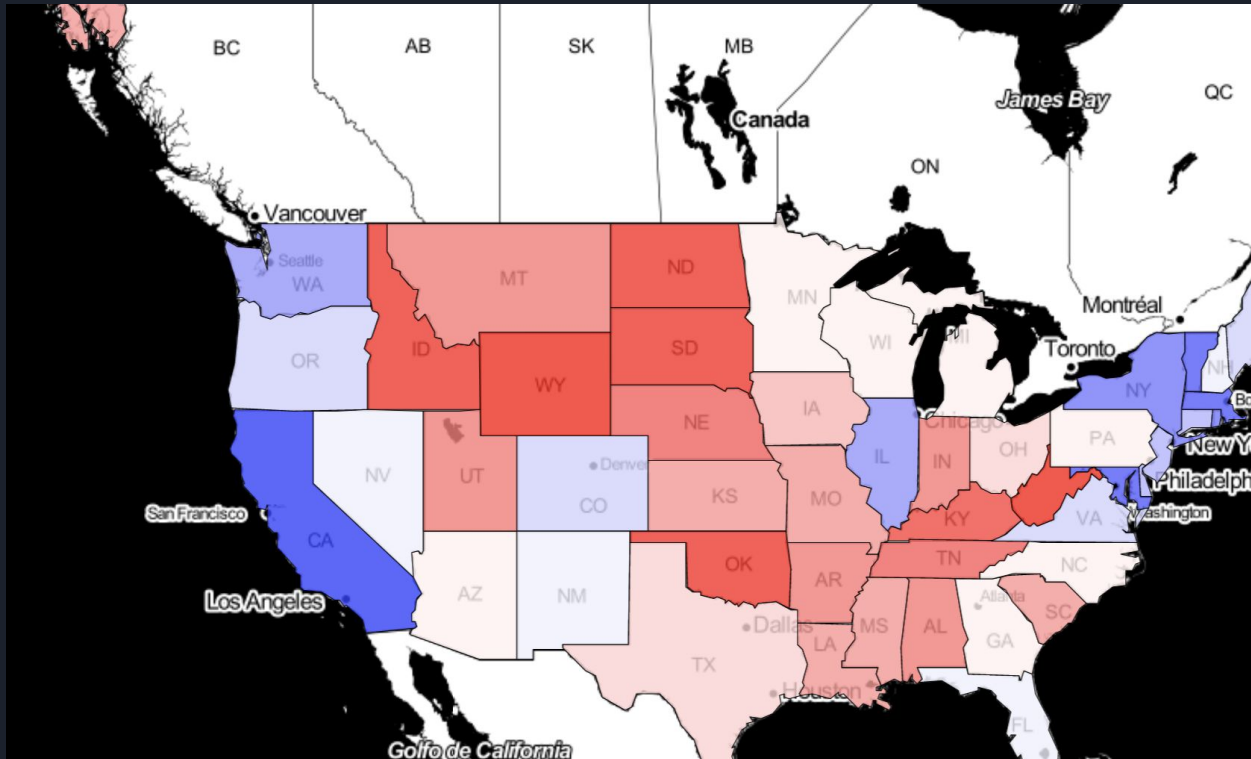 BC
AB
SK
MB
QC
James Bay
Canada
ON
Vancouver
Seattle
WA
MT
ND
MN
Montréal
OR
ID
SD
WI
MI
Toronto
NH
WY
NY
Bo
IA
NE
Chicago
PA
New Y
OH
NV
UT
Denver
IL
IN
Philadelph
CO
KS
MO
San Francisco
VA
ashington
CA
KY
OK
TN
NC
AZ
NM
AR
Atlanta
Los Angeles
Dallas
MS
AL
SC
GA
LA
TX
Houston
FL
Golfo de California